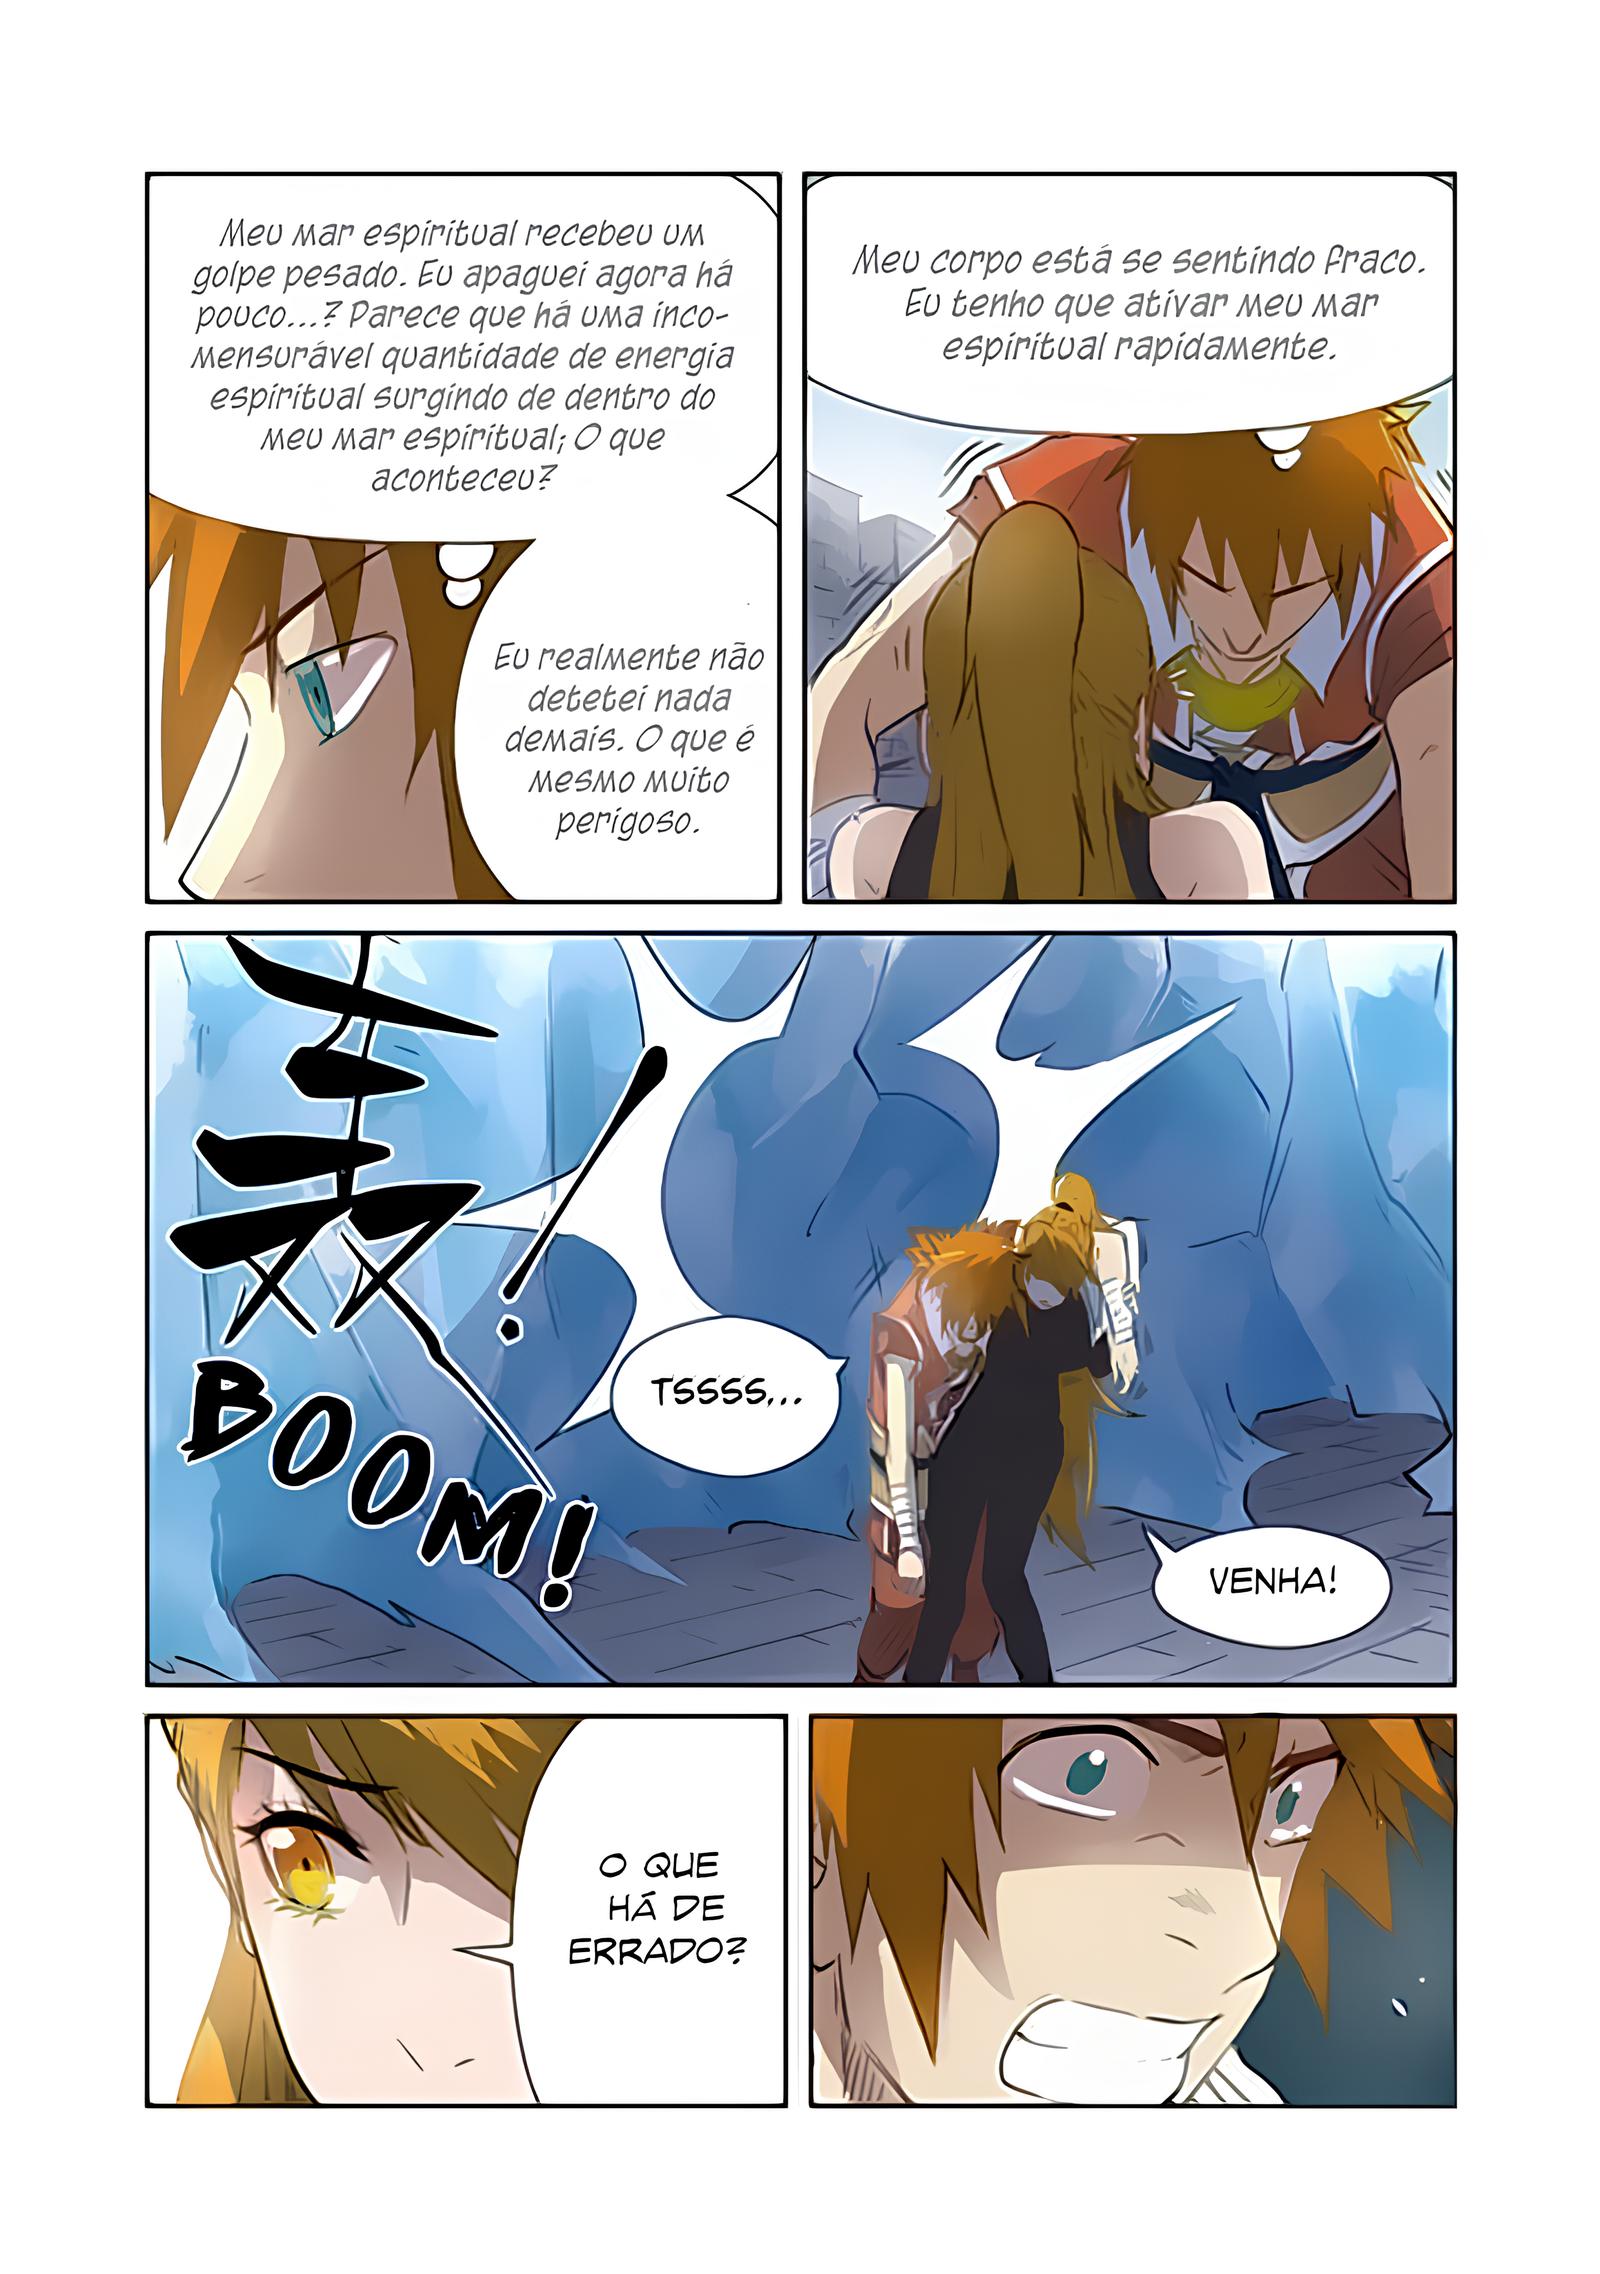 Meu mar espiritual recebeu um
golpe pesado. Eu apaguei agora há
pouco...? Parece que há uma inco-
mensurável quantidade de energia
espiritual surgindo de dentro do
meu mar espiritual; O que
aconteceu?
Eu realmente não
detetei nada
demais. O que é
mesmo muito
perigoso.
Meu corpo está se sentindo fraco.
Eu tenho que ativar meu mar
espiritual rapidamente.
BOOM!
TSSSS...
VENHA!
O QUE
HÁ DE
ERRADO?